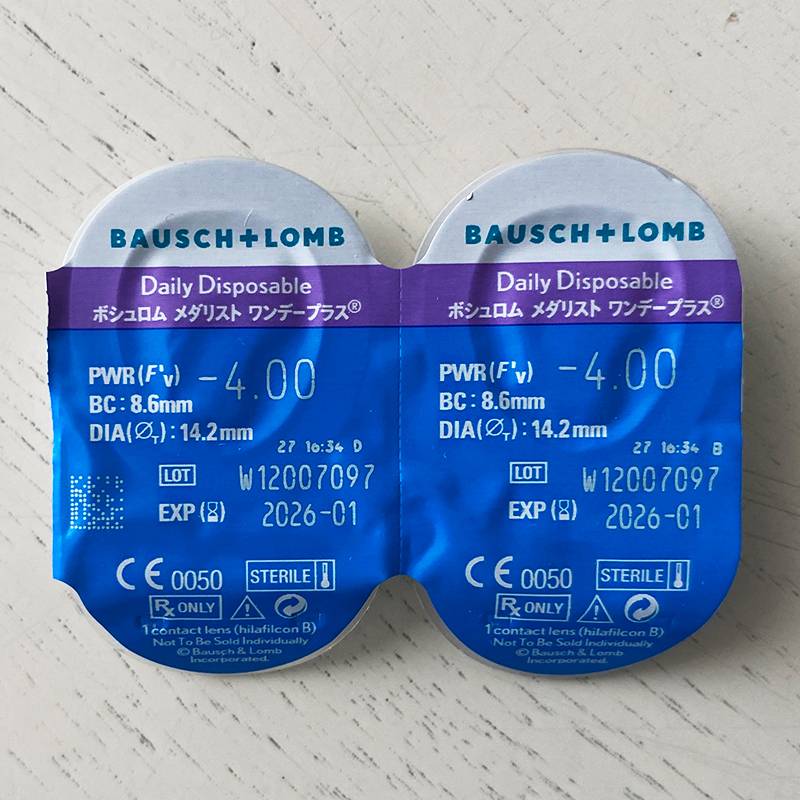 BAUSCH+LOMB
Daily Disposable
ボシュロム メダリスト ワンデープラス®
PWR(F'v) -4.00
BC: 8.6mm
DIA(∅T): 14.2mm
27 16:34 D
LOT W12007097
EXP 2026-01
CE 0050 STERILE
Rx ONLY
1 contact lens (hilafilcon B)
Not To Be Sold Individually
© Bausch & Lomb
Incorporated.
BAUSCH+LOMB
Daily Disposable
ボシュロム メダリスト ワンデープラス®
PWR(F'v) -4.00
BC: 8.6mm
DIA(∅T): 14.2mm
27 16:34 B
LOT W12007097
EXP 2026-01
CE 0050 STERILE
Rx ONLY
1 contact lens (hilafilcon B)
Not To Be Sold Individually
© Bausch & Lomb
Incorporated.